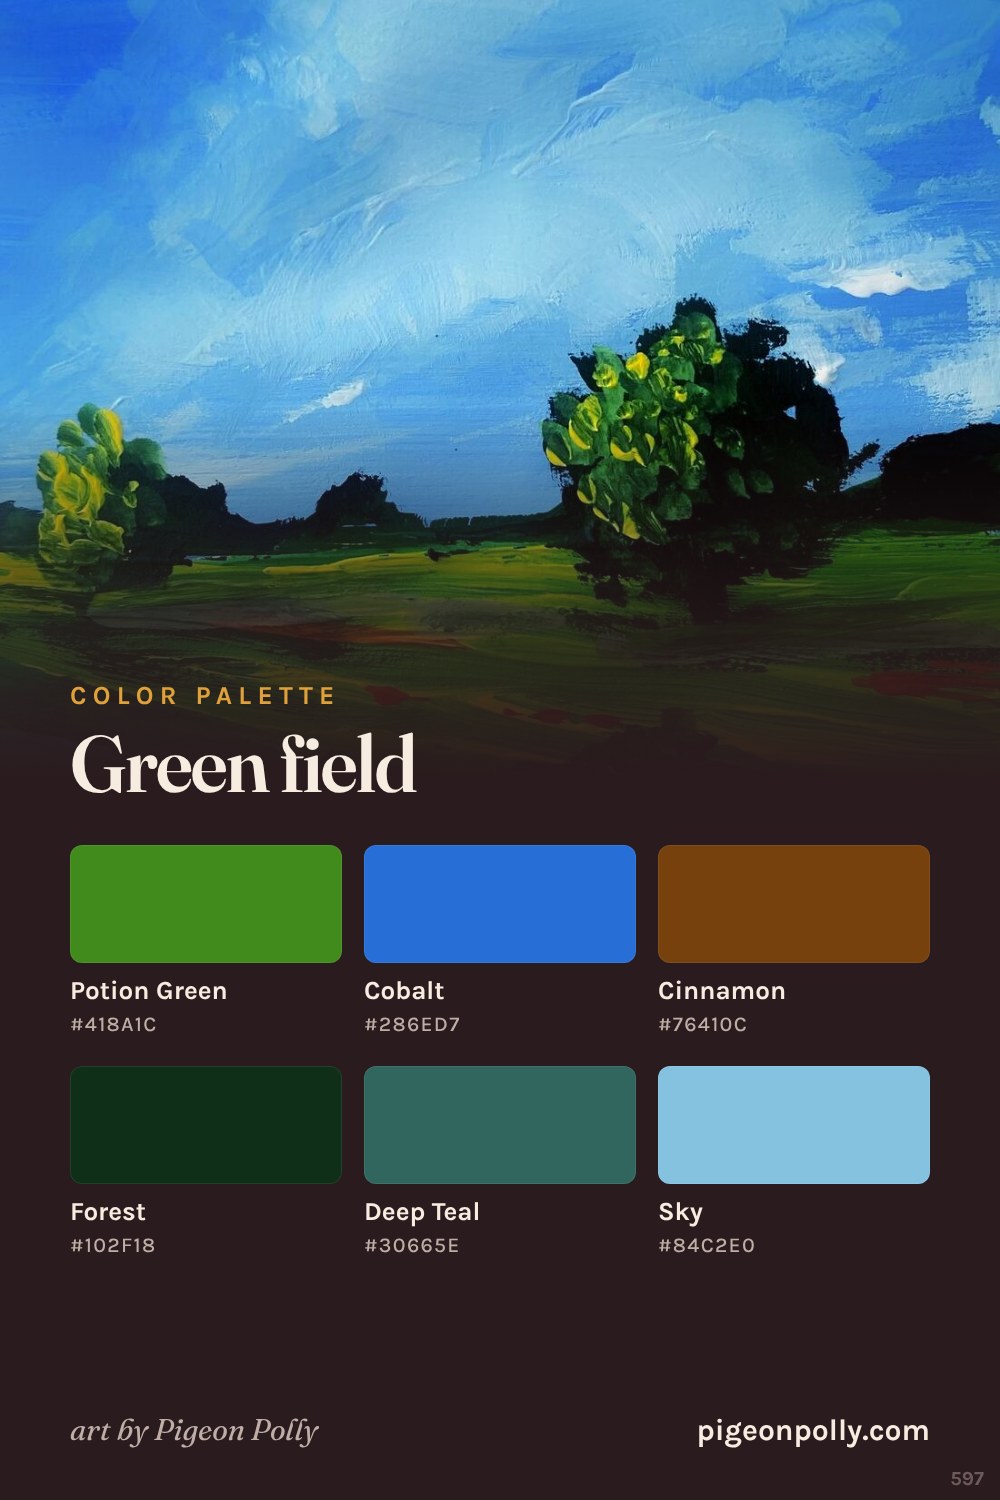 COLOR PALETTE
Green field
Potion Green Cobalt Cinnamon
#418A1C #286ED7 #76410C
Forest Deep Teal Sky
#102F18 #30665E #84C2E0
art by Pigeon Polly pigeonpolly.com
597